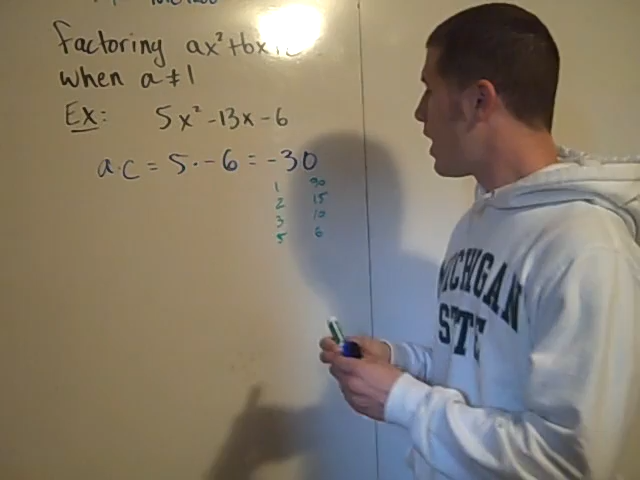 Factoring ax²+bx+c
when a ≠ 1
Ex: 5x² - 13x - 6
a·c = 5 · -6 = -30
1 30
2 15
3 10
5 6
MICHIGAN
STATE